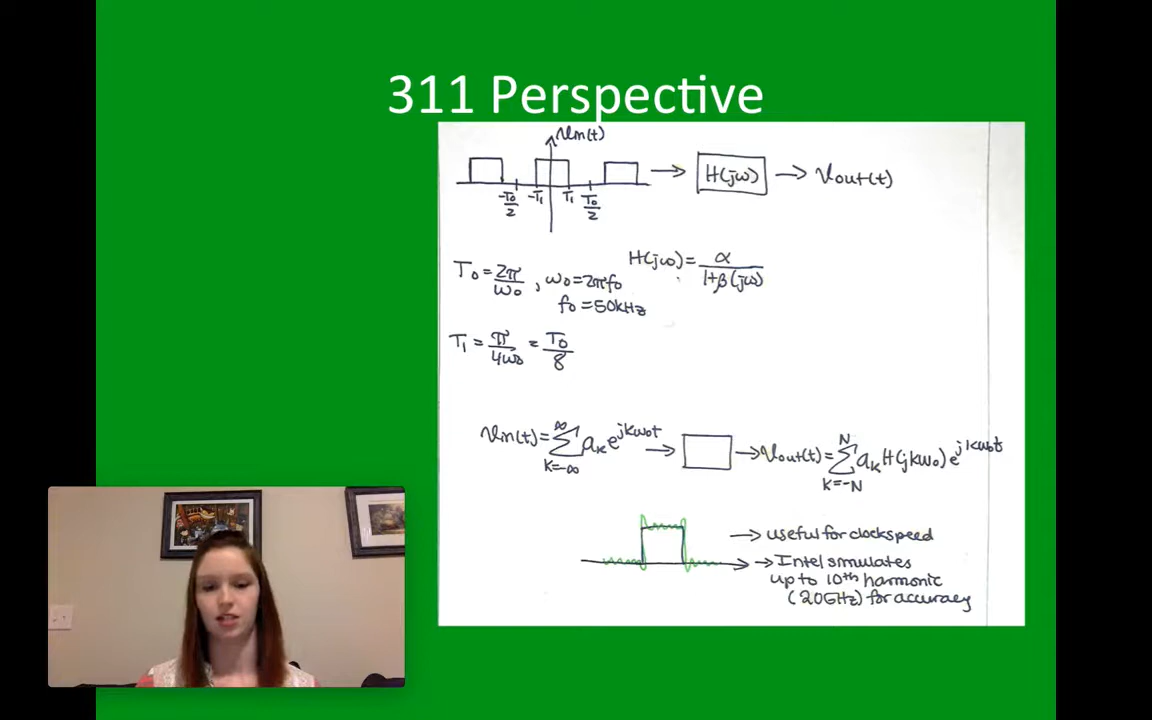 311 Perspective
Vin(t)
H(jω) Vout(t)
-T0/2 -T1 T1 T0/2
T0 = 2π/ω0, ω0 = 2πf0
f0 = 50kHz
H(jω) = α/(1+β(jω))
T1 = π/4ω0 = T0/8
Vin(t) = ∑ k=-∞ ∞ ak e^jkω0t → Vout(t) = ∑ k=-N N ak H(jkω0) e^jkω0t
→ useful for clockspeed
→ Intel simulates
up to 10th harmonic
(20GHz) for accuracy